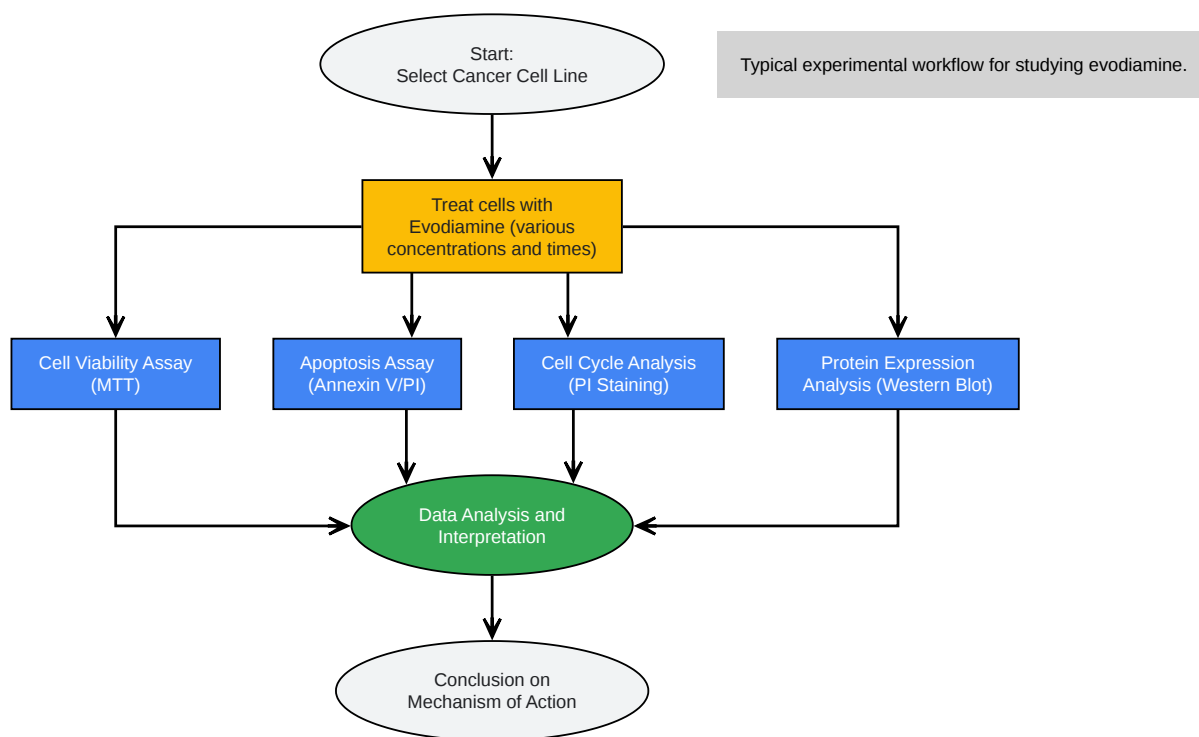 Start:
Select Cancer Cell Line
Typical experimental workflow for studying evodiamine.
Treat cells with
Evodiamine (various
concentrations and times)
Cell Viability Assay
(MTT)
Apoptosis Assay
(Annexin V/PI)
Cell Cycle Analysis
(PI Staining)
Protein Expression
Analysis (Western Blot)
Data Analysis and
Interpretation
Conclusion on
Mechanism of Action